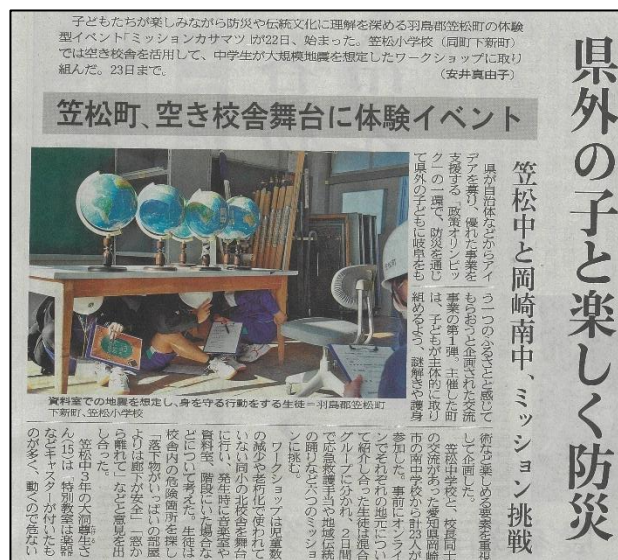 県外の子と楽しく防災
笠松中と岡崎南中、ミッション挑戦
子どもたちが楽しみながら防災や伝統文化に理解を深める羽島郡笠松町の体験
型イベント「ミッションカサマツ」が22日、始まった。笠松小学校（同町下新町）
では空き校舎を活用して、中学生が大規模地震を想定したワークショップに取り
組んだ。23日まで。
（安井真由子）
笠松町、空き校舎舞台に体験イベント
県が自治体などからアイ
デアを募り、優れた事業を
支援する「政策オリンピッ
ク」の一環で、防災を通じ
て県外の子どもに岐阜をも
う一つのふるさとと感じて
もらおうと企画された交流
事業の第1弾。主催した町
は、子どもが主体的に取り
組めるよう、謎解きや護身
術など楽しめる要素を重視
して企画した。
笠松中学校と、校長同士
の交流があった愛知県岡崎
市の南中学校から計23人が
参加した。事前にオンライ
ンでそれぞれの地元につい
て紹介し合った生徒は混合
グループに分かれ、2日間
で応急救護手当や地域伝統
の踊りなど六つのミッショ
ンに挑む。
ワークショップは児童数
の減少や老朽化で使われて
いない同小の北校舎を舞台
に行い、発生時に音楽室や
資料室、階段にいた場合な
どについて考えた。生徒は
校舎内の危険箇所を探し
「落下物がいっぱいの部屋
よりは廊下が安全」「窓か
ら離れて」などと意見を出
し合った。
笠松中3年の大洞尊生さ
ん(15)は「特別教室は楽器
などキャスターが付いたも
のが多く、動くので危ない
資料室での地震を想定し、身を守る行動をする生徒＝羽島郡笠松町
下新町、笠松小学校